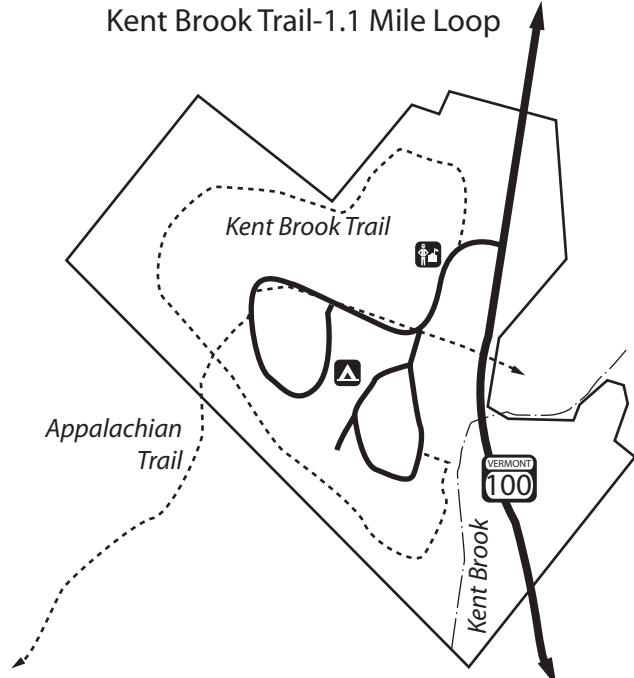 Kent Brook Trail-1.1 Mile Loop
Kent Brook Trail
Appalachian
Trail
VERMONT
100
Kent Brook